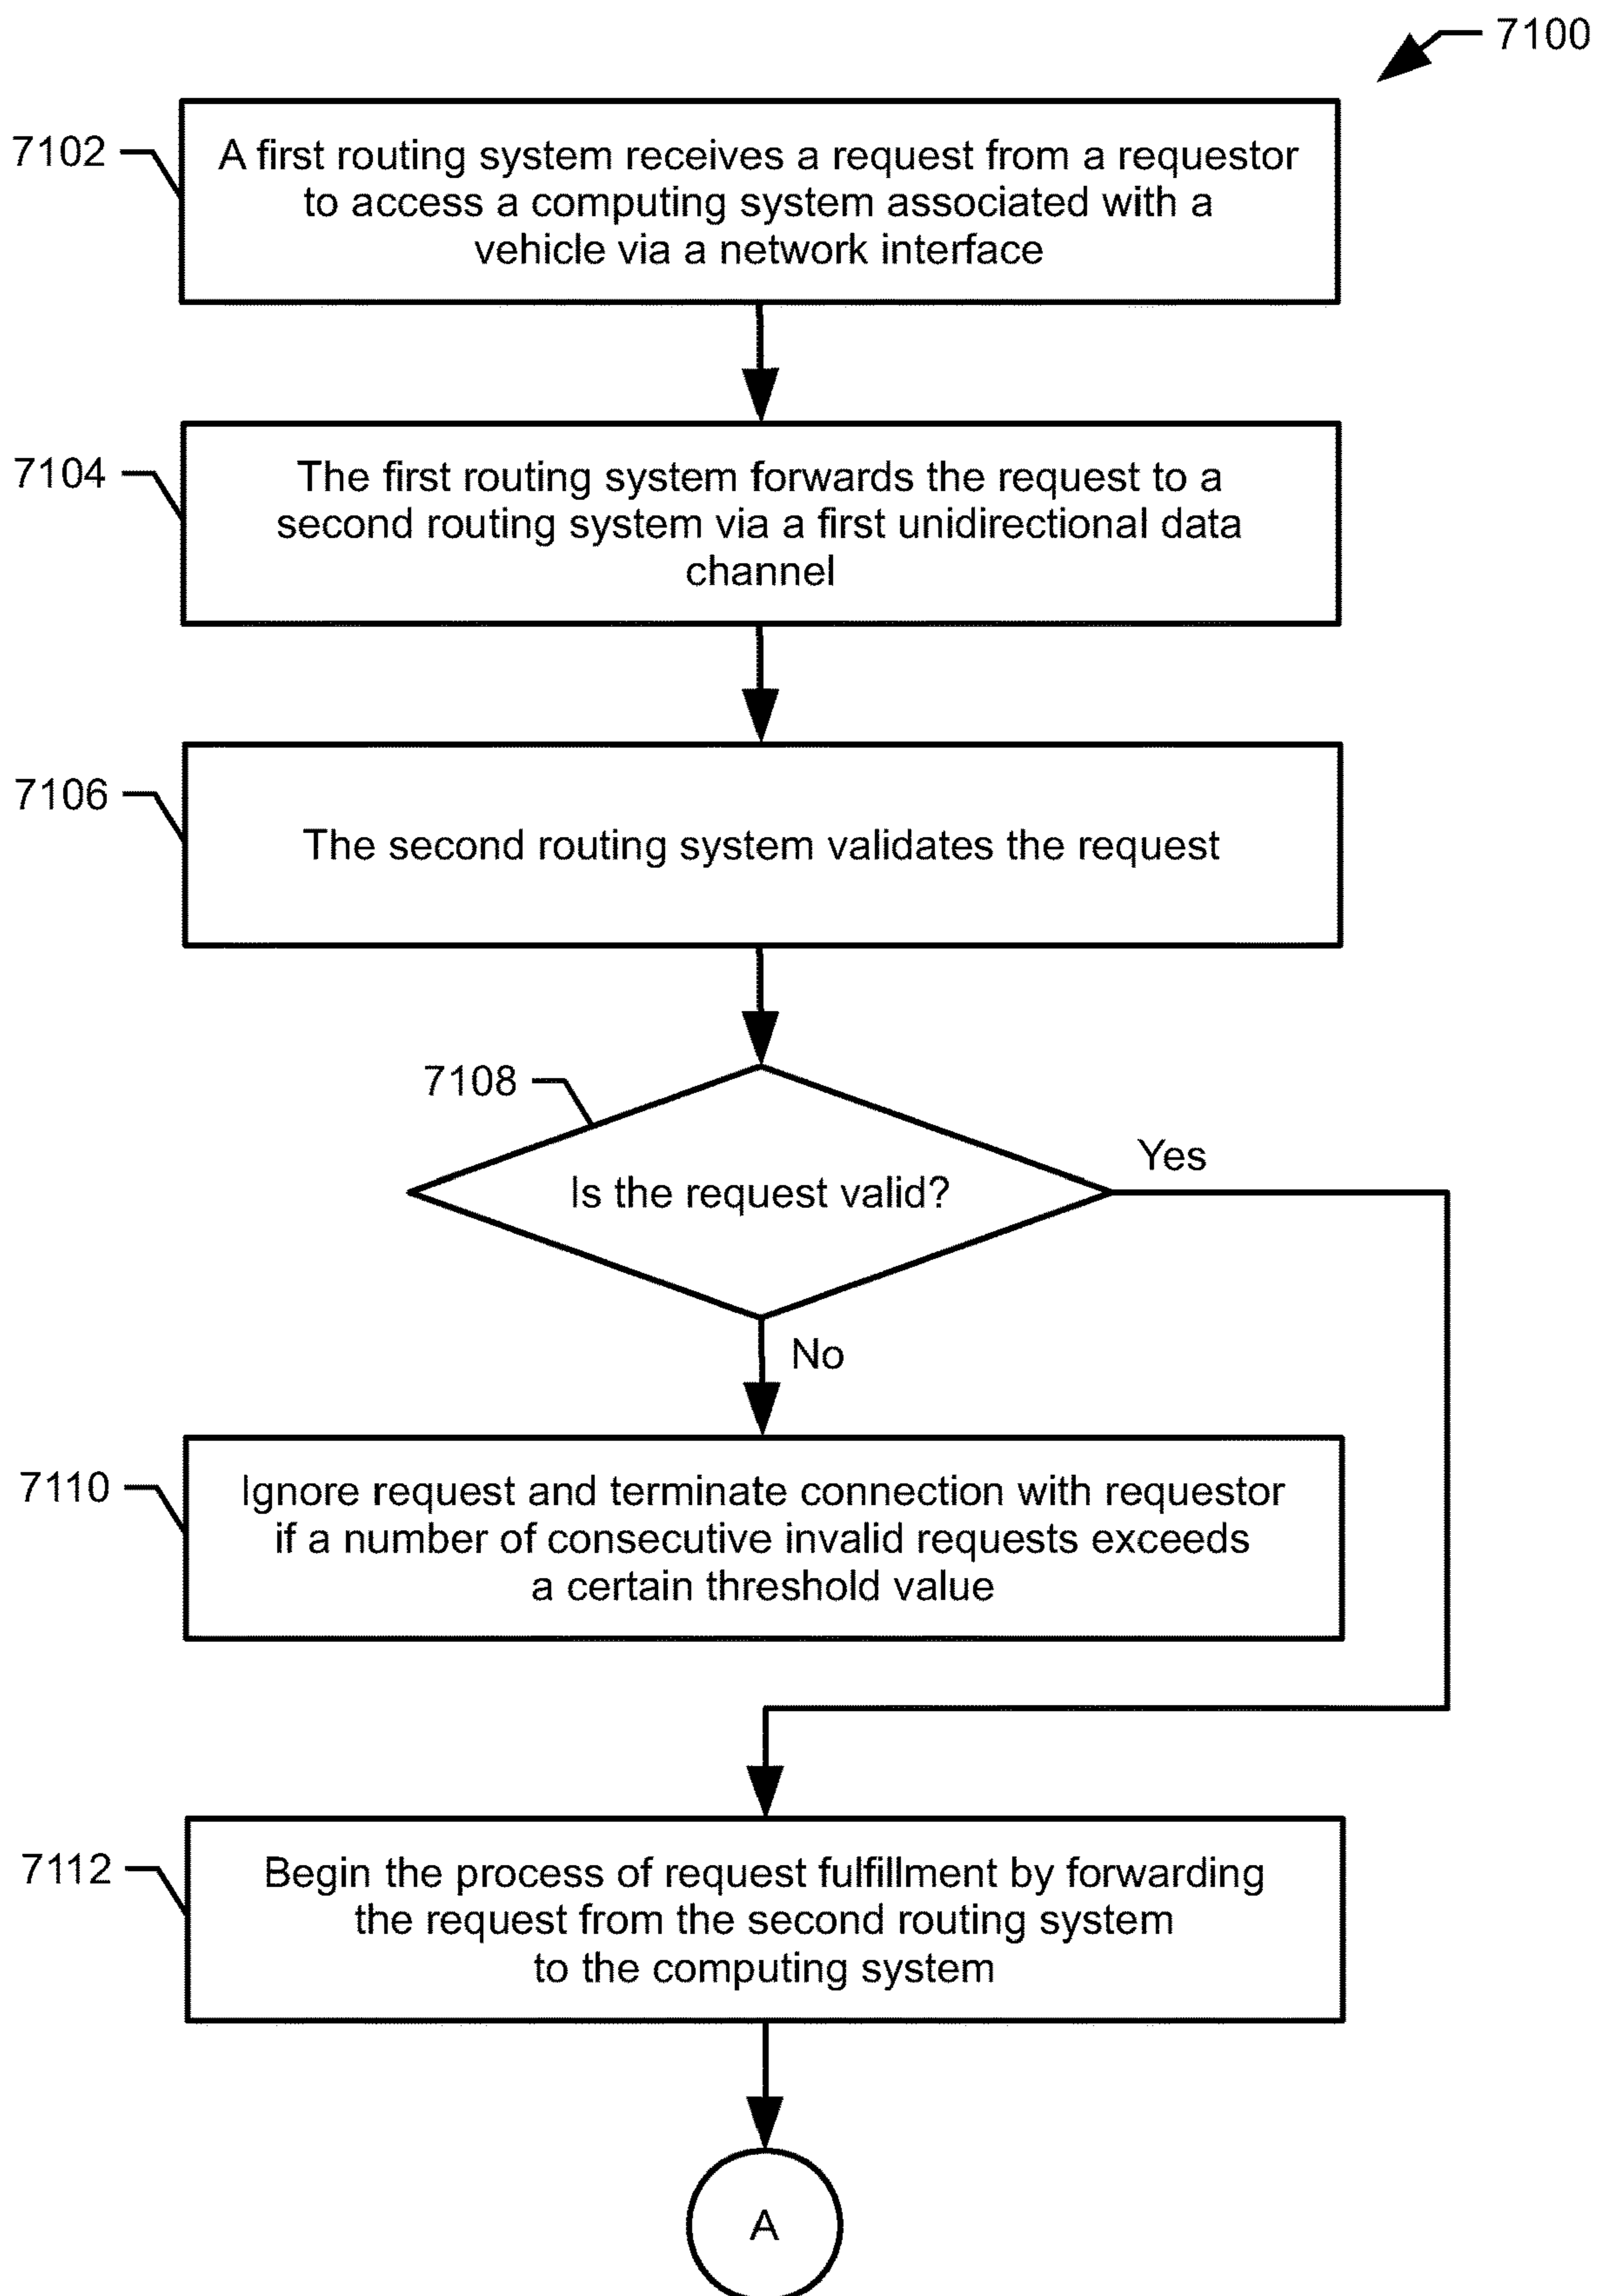 7100
7102
A first routing system receives a request from a requestor
to access a computing system associated with a
vehicle via a network interface
7104
The first routing system forwards the request to a
second routing system via a first unidirectional data
channel
7106
The second routing system validates the request
7108
Is the request valid?
Yes
No
7110
Ignore request and terminate connection with requestor
if a number of consecutive invalid requests exceeds
a certain threshold value
7112
Begin the process of request fulfillment by forwarding
the request from the second routing system
to the computing system
A